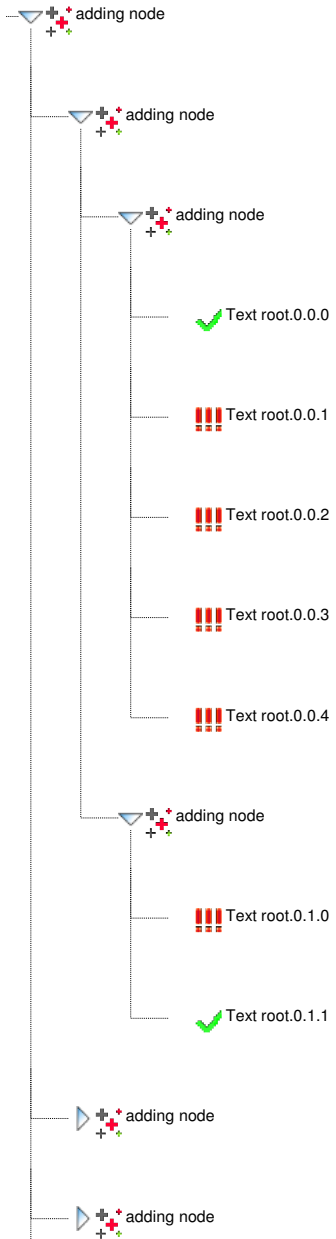 adding node
adding node
adding node
Text root.0.0.0
Text root.0.0.1
Text root.0.0.2
Text root.0.0.3
Text root.0.0.4
adding node
Text root.0.1.0
Text root.0.1.1
adding node
adding node